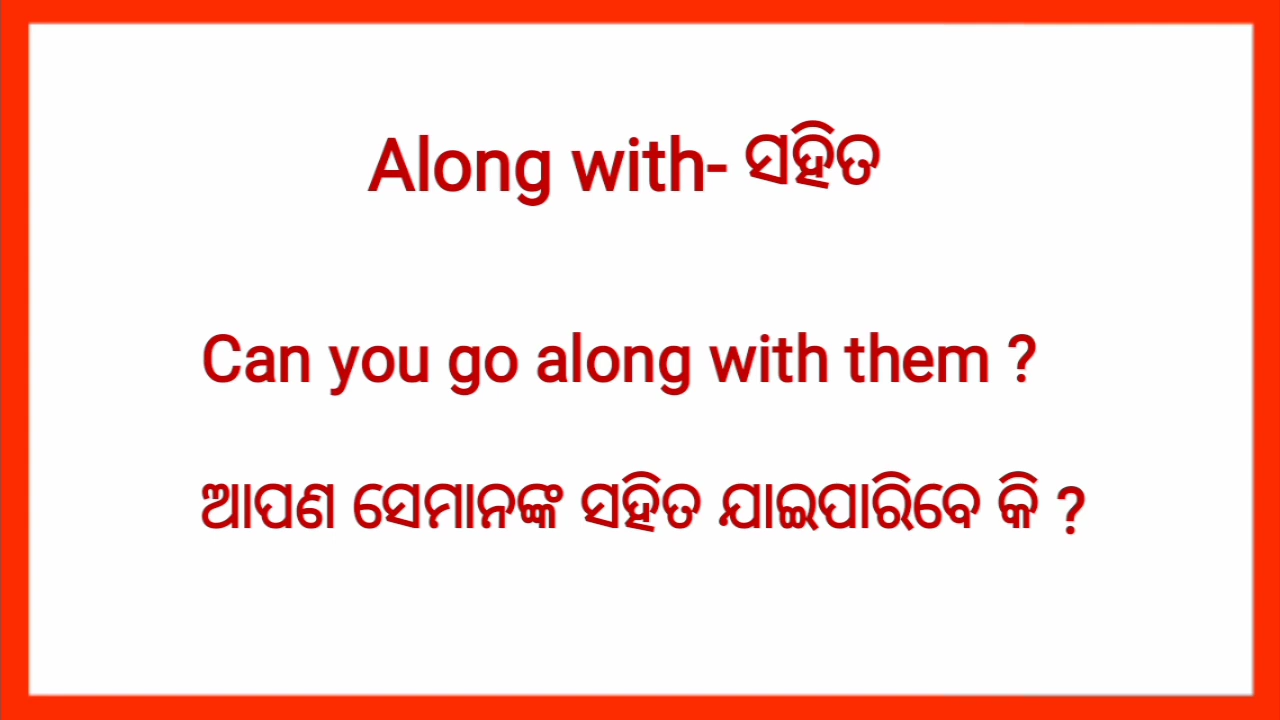 Along with- ସହିତ
Can you go along with them ?
ଆପଣ ସେମାନଙ୍କ ସହିତ ଯାଇପାରିବେ କି ?